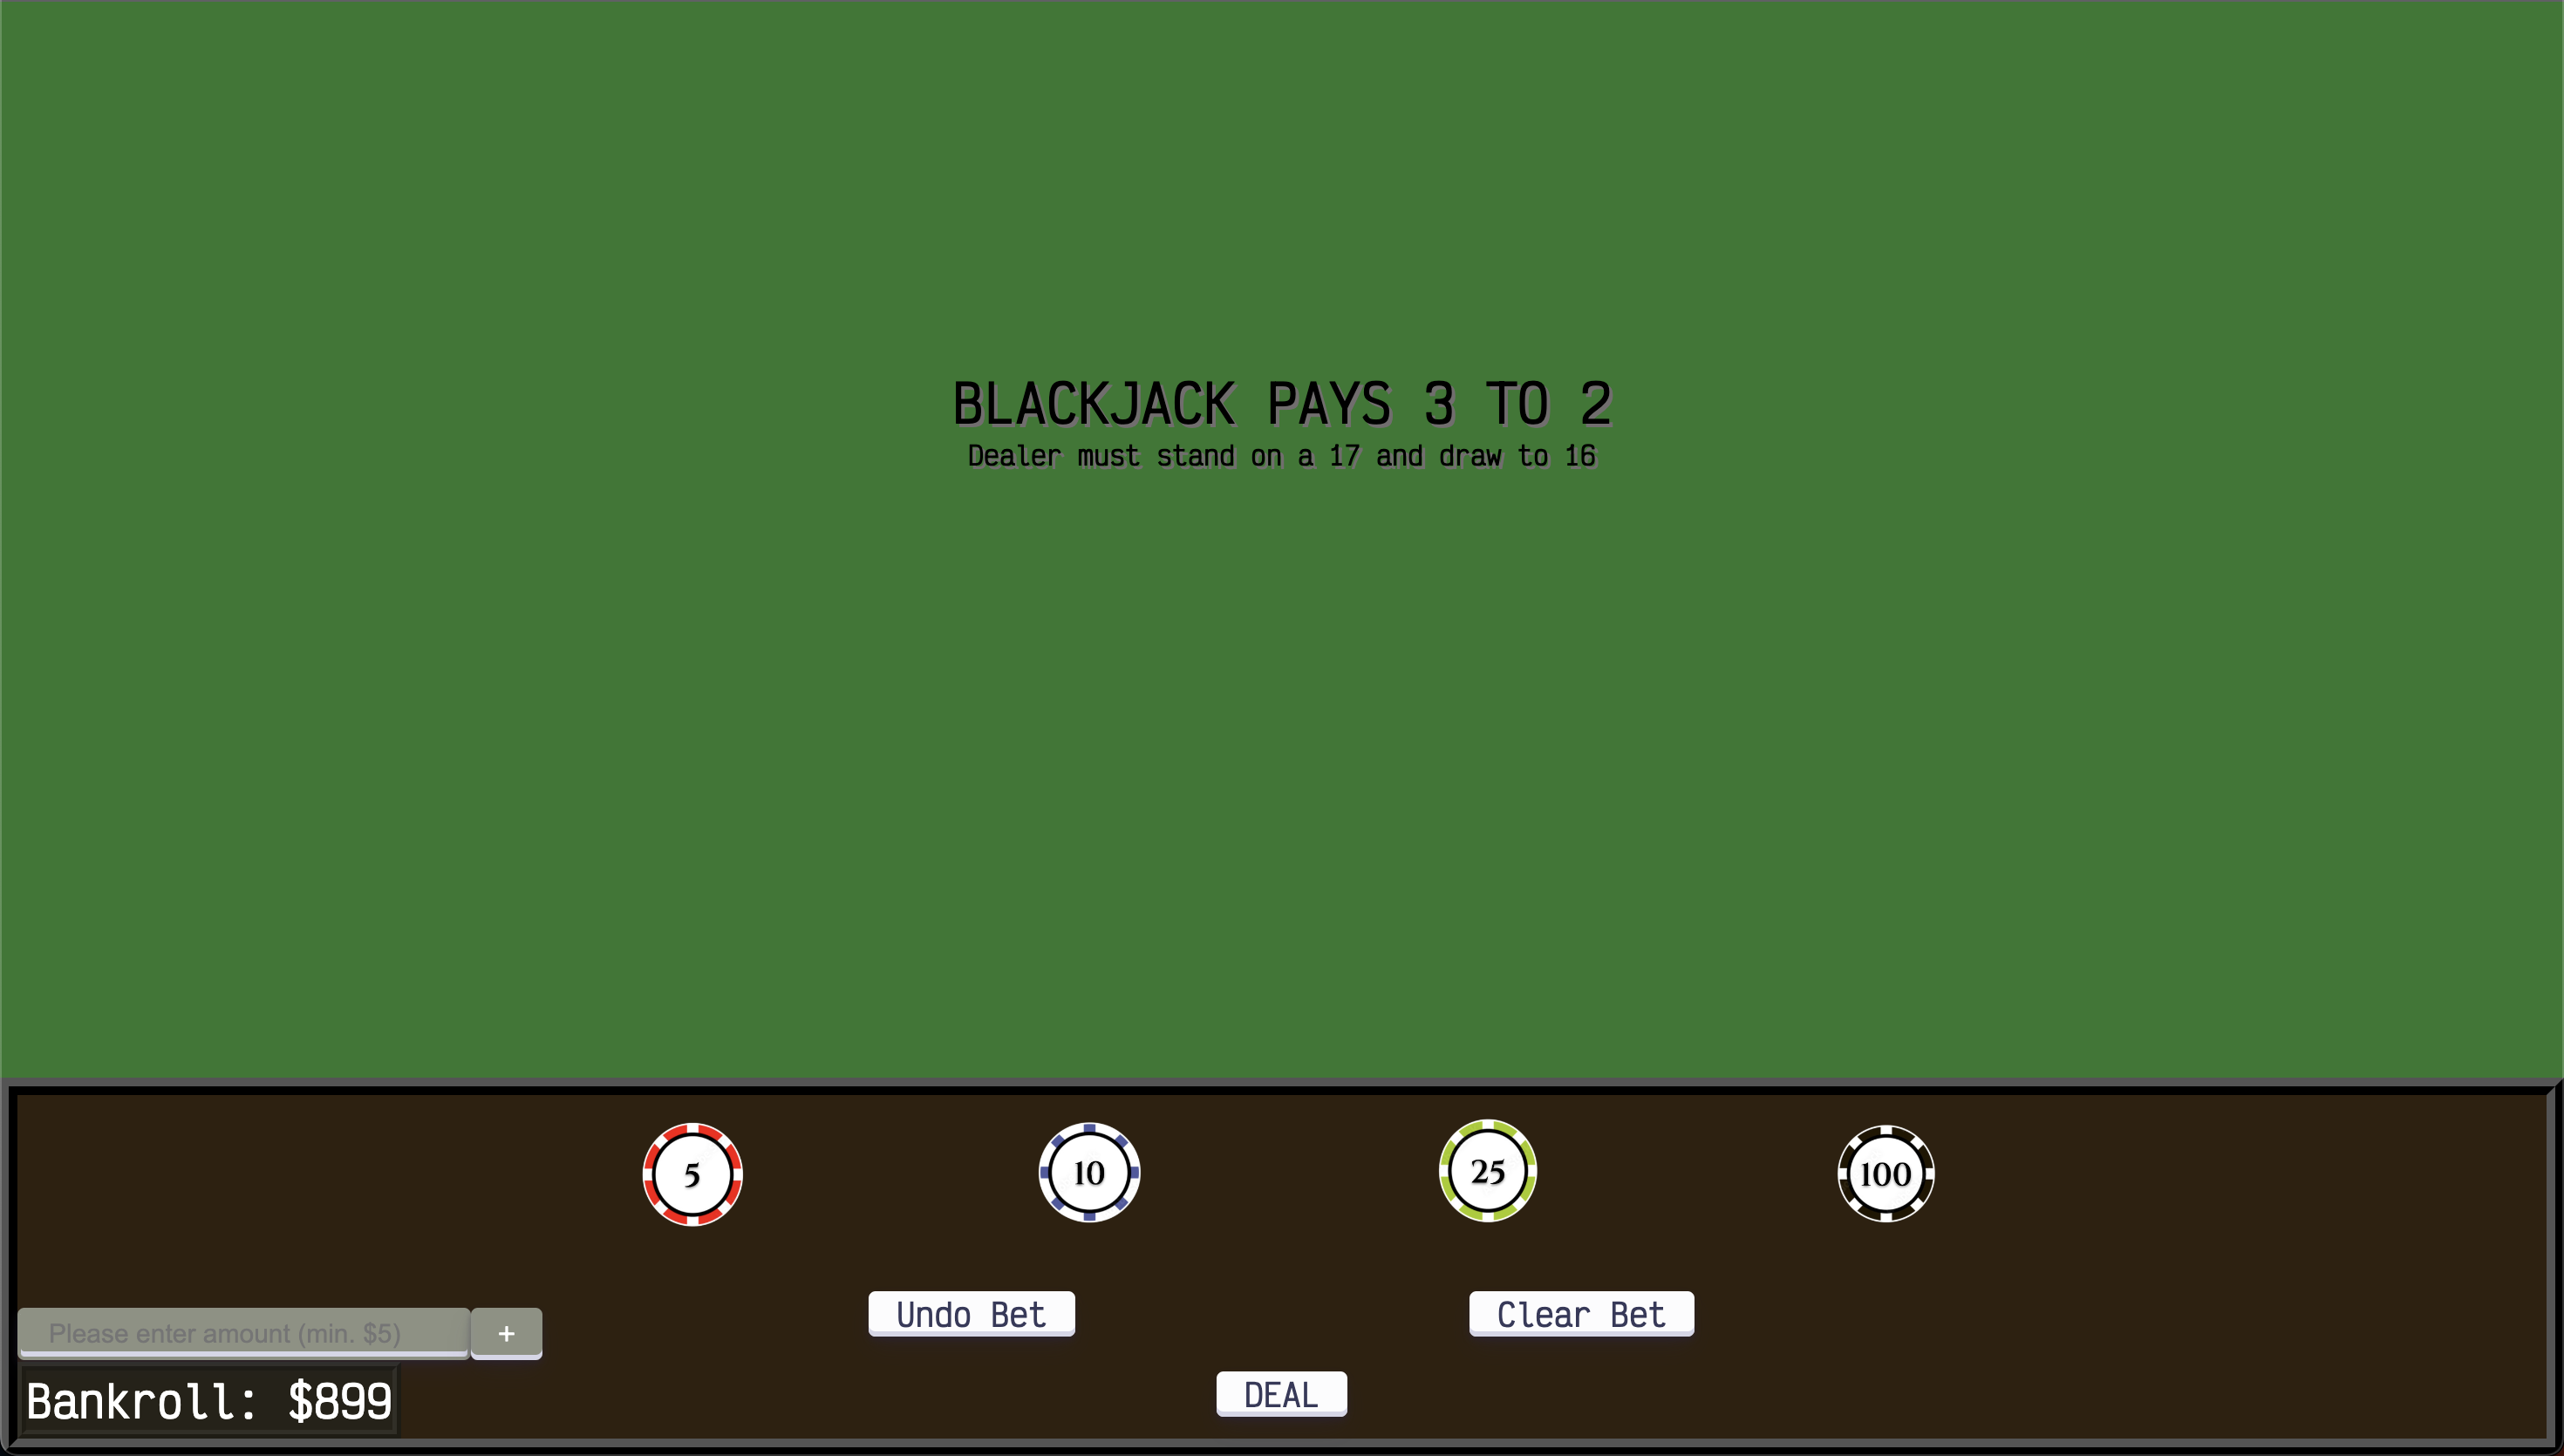 BLACKJACK PAYS 3 TO 2
Dealer must stand on a 17 and draw to 16
5
10
25
100
Undo Bet
Clear Bet
Please enter amount (min. $5)
+
DEAL
Bankroll: $899